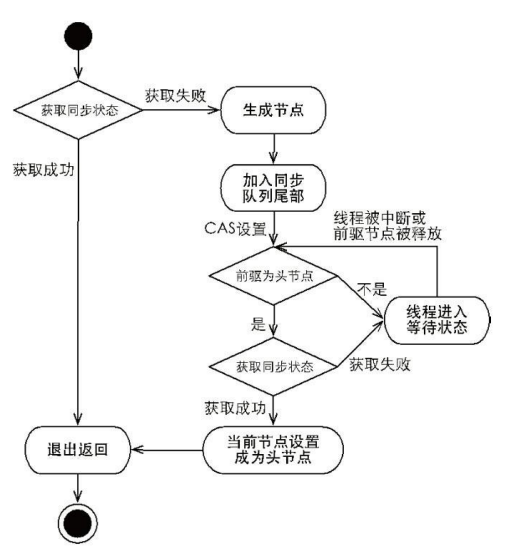 获取同步状态
获取失败
生成节点
获取成功
加入同步
队列尾部
CAS设置
线程被中断或
前驱节点被释放
前驱为头节点
不是
线程进入
等待状态
是
获取同步状态
获取失败
获取成功
退出返回
当前节点设置
成为头节点